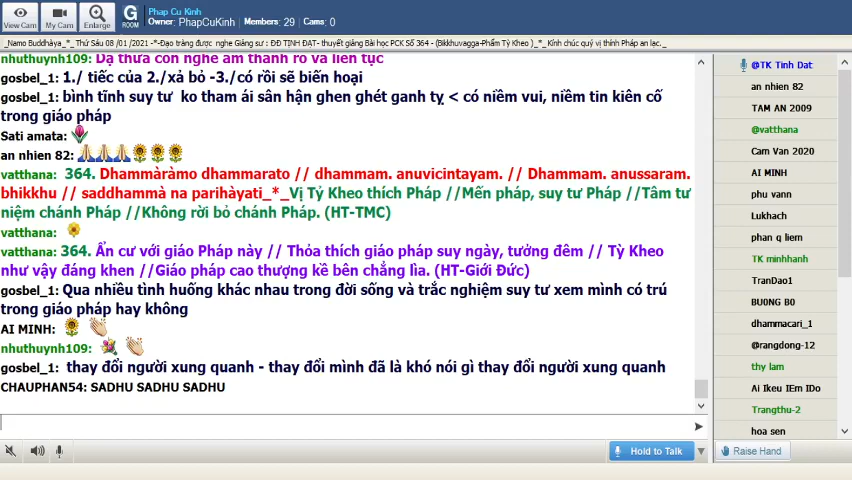 View Cam
My Cam
Enlarge
G
ROOM
Phap Cu Kinh
Owner: PhapCuKinh Members: 29 Cams: 0
_Namo Buddhàya_*_ Thứ Sáu 08 /01 /2021 -*-Đạo tràng được nghe Giảng sư : ĐĐ TỊNH ĐẠT- thuyết giảng Bài học PCK Số 364 - (Bikkhuvagga-Phẩm Tỳ Kheo )_*_ Kính chúc quý vị thính Pháp an lạc._
nhuthuynh109: Dạ thưa con nghe âm thanh rõ và liên tục
gosbel_1: 1./ tiếc của 2./xả bỏ -3./có rồi sẽ biến hoại
gosbel_1: bình tĩnh suy tư ko tham ái sân hận ghen ghét ganh tỵ < có niềm vui, niềm tin kiên cố
trong giáo pháp
Sati amata:
an nhien 82:
vatthana: 364. Dhammàràmo dhammarato // dhammam. anuvicintayam. // Dhammam. anussaram.
bhikkhu // saddhammà na parihàyati_*_Vị Tỷ Kheo thích Pháp //Mến pháp, suy tư Pháp //Tâm tư
niệm chánh Pháp //Không rời bỏ chánh Pháp. (HT-TMC)
vatthana:
vatthana: 364. Ẩn cư với giáo Pháp này // Thỏa thích giáo pháp suy ngày, tưởng đêm // Tỳ Kheo
như vậy đáng khen //Giáo pháp cao thượng kề bên chẳng lìa. (HT-Giới Đức)
gosbel_1: Qua nhiều tình huống khác nhau trong đời sống và trắc nghiệm suy tư xem mình có trú
trong giáo pháp hay không
AI MINH:
nhuthuynh109:
gosbel_1: thay đổi người xung quanh - thay đổi mình đã là khó nói gì thay đổi người xung quanh
CHAUPHAN54: SADHU SADHU SADHU
Hold to Talk
Raise Hand
@TK Tinh Dat
an nhien 82
TAM AN 2009
@vatthana
Cam Van 2020
AI MINH
phu vann
Lukhach
phan q liem
TK minhhanh
TranDao1
BU0NG B0
dhammacari_1
@rangdong-12
thy lam
Ai Ikeu IEm IDo
Trangthu-2
hoa sen